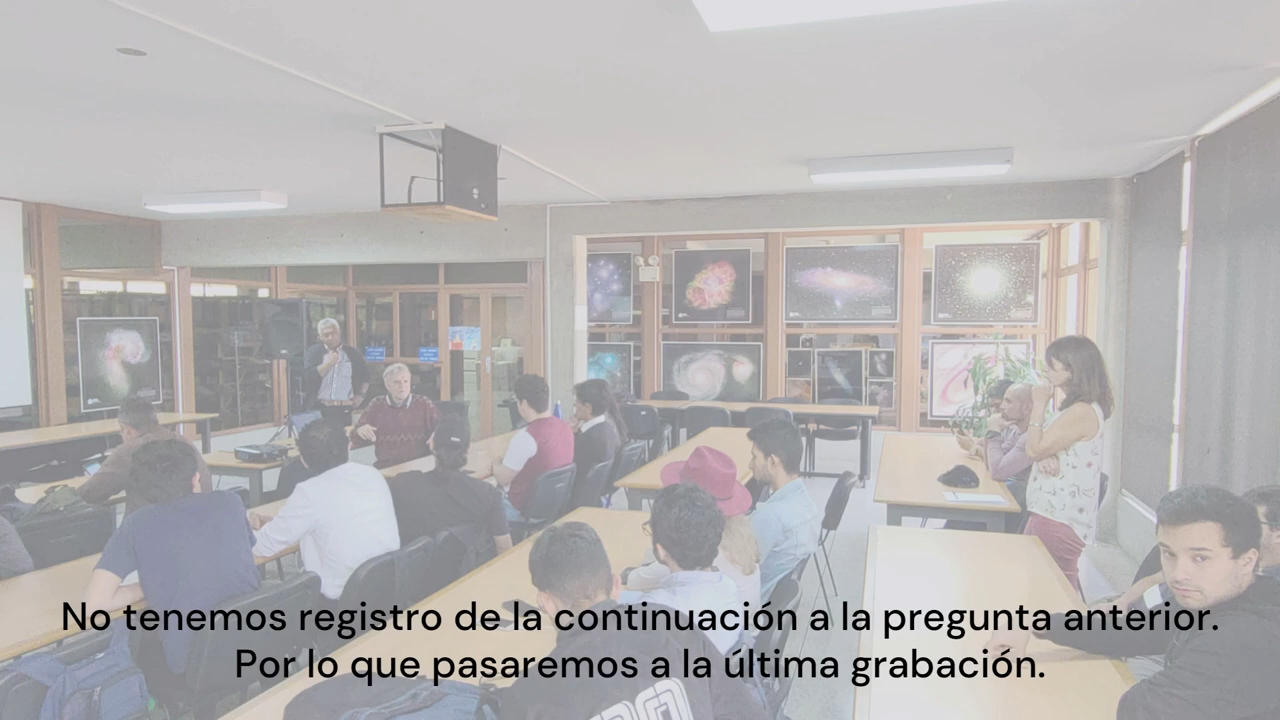 No tenemos registro de la continuación a la pregunta anterior.
Por lo que pasaremos a la última grabación.